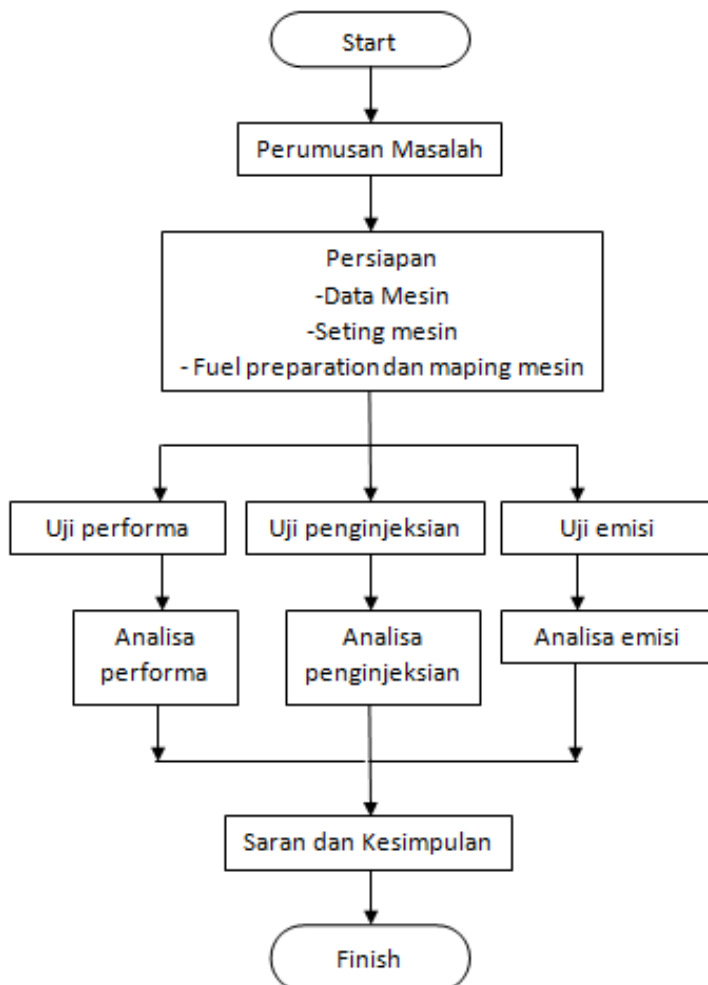 Start
Perumusan Masalah
Persiapan
-Data Mesin
-Seting mesin
- Fuel preparation dan maping mesin
Uji performa
Uji penginjeksian
Uji emisi
Analisa
performa
Analisa
penginjeksian
Analisa emisi
Saran dan Kesimpulan
Finish